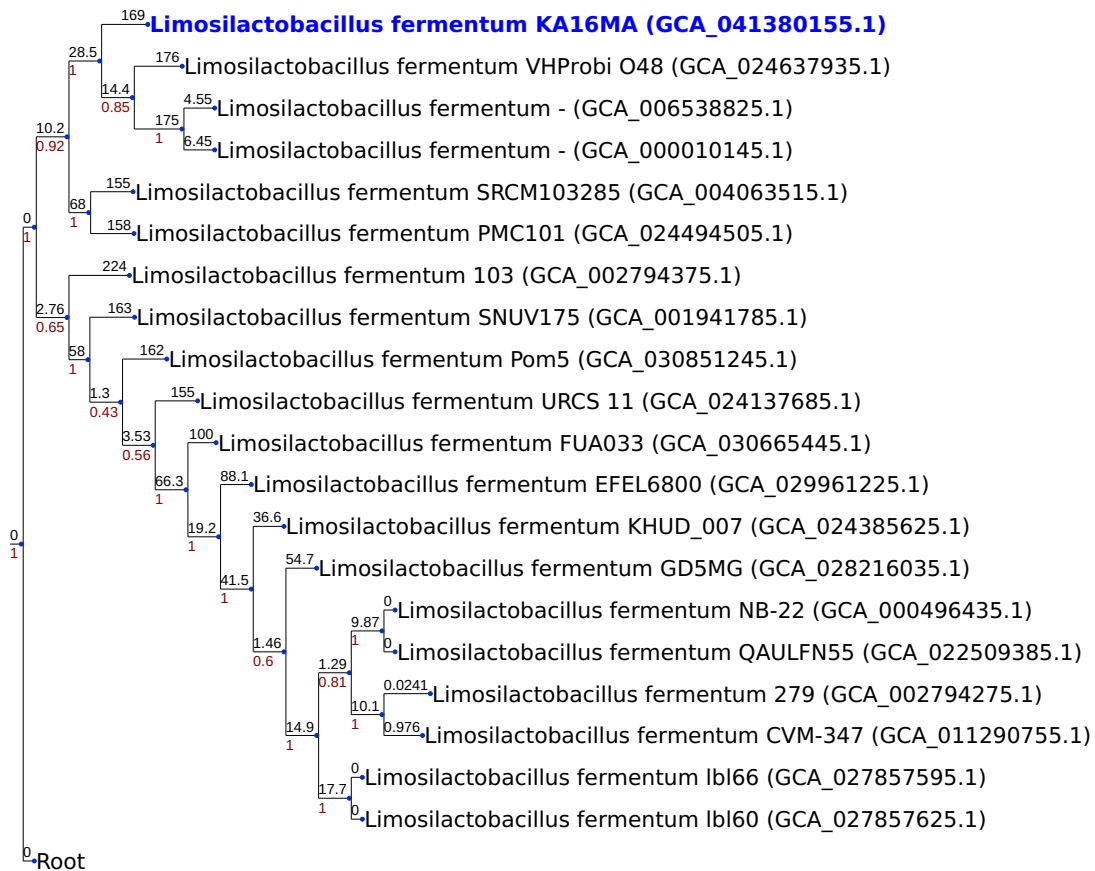 169
Limosilactobacillus fermentum KA16MA (GCA_041380155.1)
28.5
1
176
Limosilactobacillus fermentum VHProbi O48 (GCA_024637935.1)
14.4
0.85
4.55
Limosilactobacillus fermentum - (GCA_006538825.1)
175
1
6.45
Limosilactobacillus fermentum - (GCA_000010145.1)
10.2
0.92
155
Limosilactobacillus fermentum SRCM103285 (GCA_004063515.1)
68
1
158
Limosilactobacillus fermentum PMC101 (GCA_024494505.1)
0
1
224
Limosilactobacillus fermentum 103 (GCA_002794375.1)
2.76
0.65
163
Limosilactobacillus fermentum SNUV175 (GCA_001941785.1)
58
1
162
Limosilactobacillus fermentum Pom5 (GCA_030851245.1)
1.3
0.43
155
Limosilactobacillus fermentum URCS 11 (GCA_024137685.1)
3.53
0.56
100
Limosilactobacillus fermentum FUA033 (GCA_030665445.1)
66.3
1
88.1
Limosilactobacillus fermentum EFEL6800 (GCA_029961225.1)
19.2
1
36.6
Limosilactobacillus fermentum KHUD_007 (GCA_024385625.1)
0
1
41.5
1
54.7
Limosilactobacillus fermentum GD5MG (GCA_028216035.1)
1.46
0.6
0
Limosilactobacillus fermentum NB-22 (GCA_000496435.1)
9.87
1
0
Limosilactobacillus fermentum QAULFN55 (GCA_022509385.1)
1.29
0.81
0.0241
Limosilactobacillus fermentum 279 (GCA_002794275.1)
10.1
1
0.976
Limosilactobacillus fermentum CVM-347 (GCA_011290755.1)
14.9
1
0
Limosilactobacillus fermentum lbl66 (GCA_027857595.1)
17.7
1
0
Limosilactobacillus fermentum lbl60 (GCA_027857625.1)
0
Root